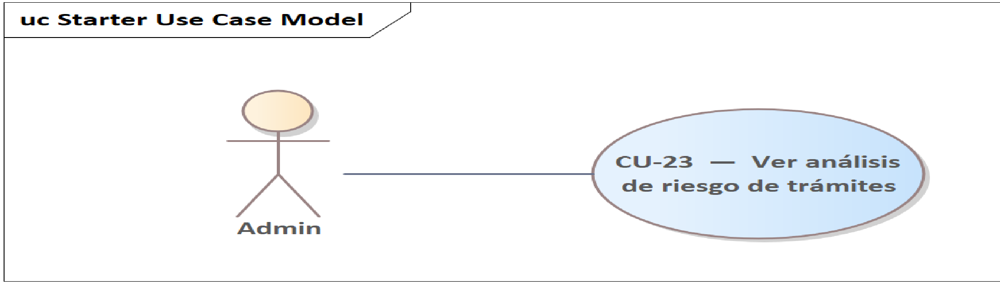 uc Starter Use Case Model
Admin
CU-23 — Ver análisis
de riesgo de trámites